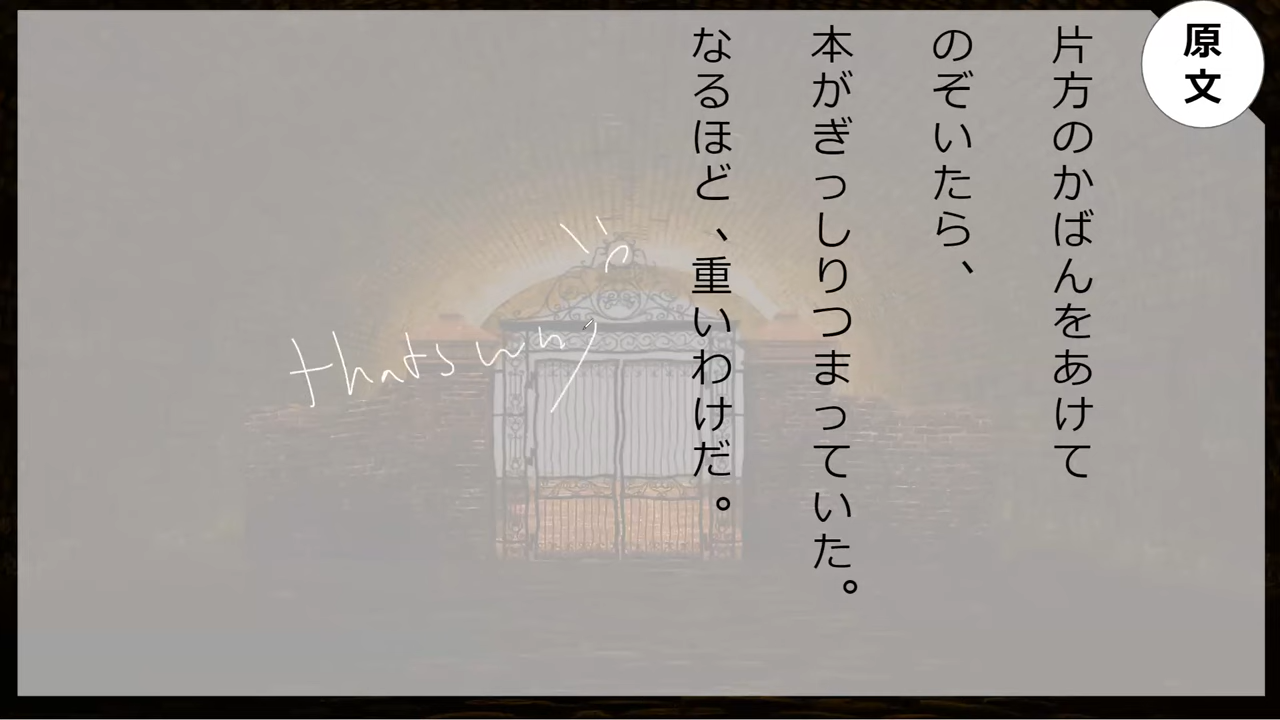 原文
片方のかばんをあけて
のぞいたら、
本がぎっしりつまっていた。
なるほど、重いわけだ。
thats why